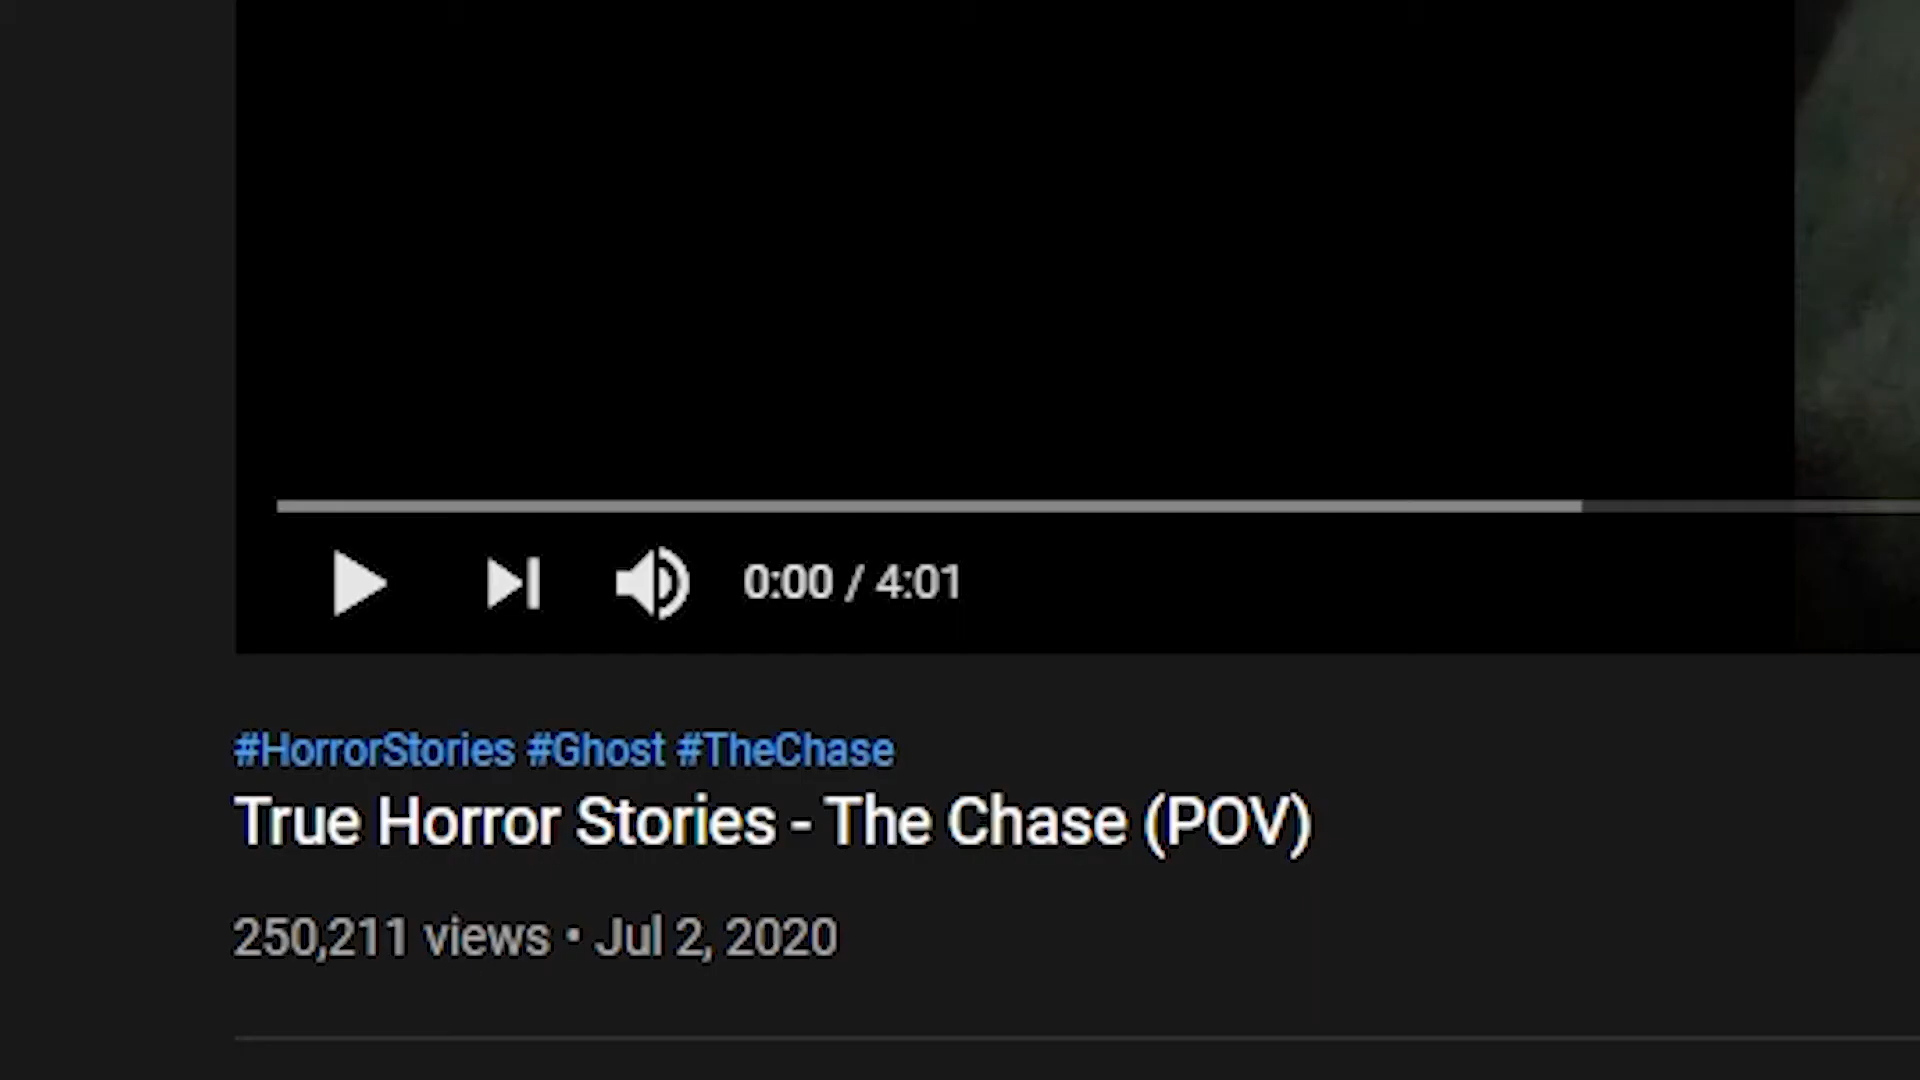 0:00 / 4:01
#HorrorStories #Ghost #TheChase
True Horror Stories - The Chase (POV)
250,211 views • Jul 2, 2020